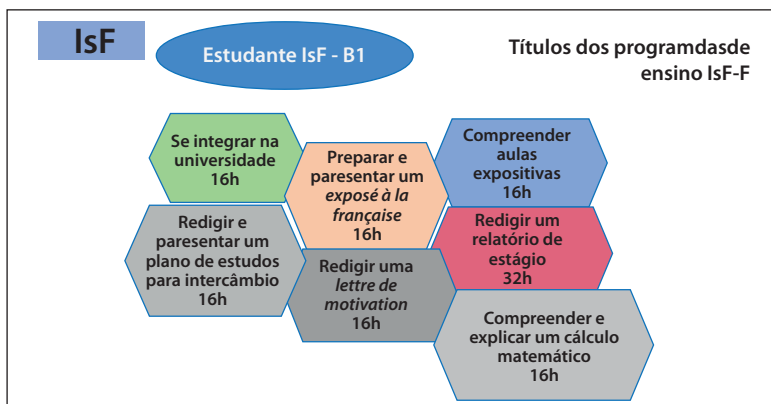 IsF
Estudante IsF - B1
Títulos dos programdasde
ensino IsF-F
Se integrar na
universidade
16h
Preparar e
paresentar um
exposé à la
française
16h
Compreender
aulas
expositivas
16h
Redigir e
paresentar um
plano de estudos
para intercâmbio
16h
Redigir uma
lettre de
motivation
16h
Redigir um
relatório de
estágio
32h
Compreender e
explicar um cálculo
matemático
16h